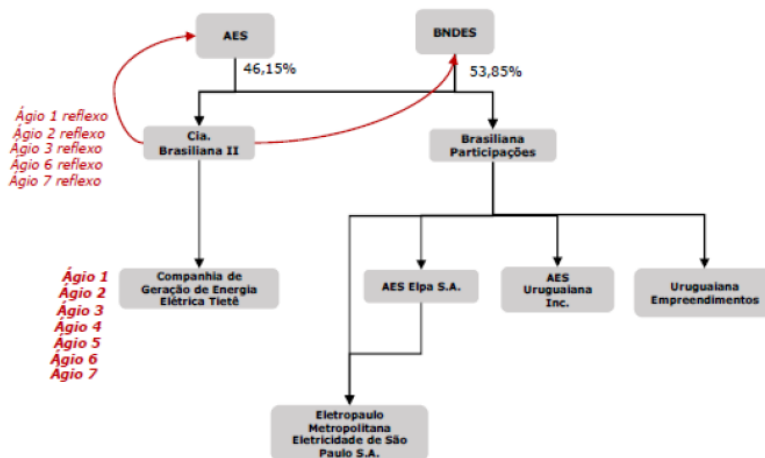 AES
BNDES
46,15%
53,85%
Ágio 1 reflexo
Ágio 2 reflexo
Ágio 3 reflexo
Ágio 6 reflexo
Ágio 7 reflexo
Cia.
Brasiliana II
Brasiliana
Participações
Ágio 1
Ágio 2
Ágio 3
Ágio 4
Ágio 5
Ágio 6
Ágio 7
Companhia de
Geração de Energia
Elétrica Tietê
AES Elpa S.A.
AES
Uruguaiana
Inc.
Uruguaiana
Empreendimentos
Eletropaulo
Metropolitana
Eletricidade de São
Paulo S.A.